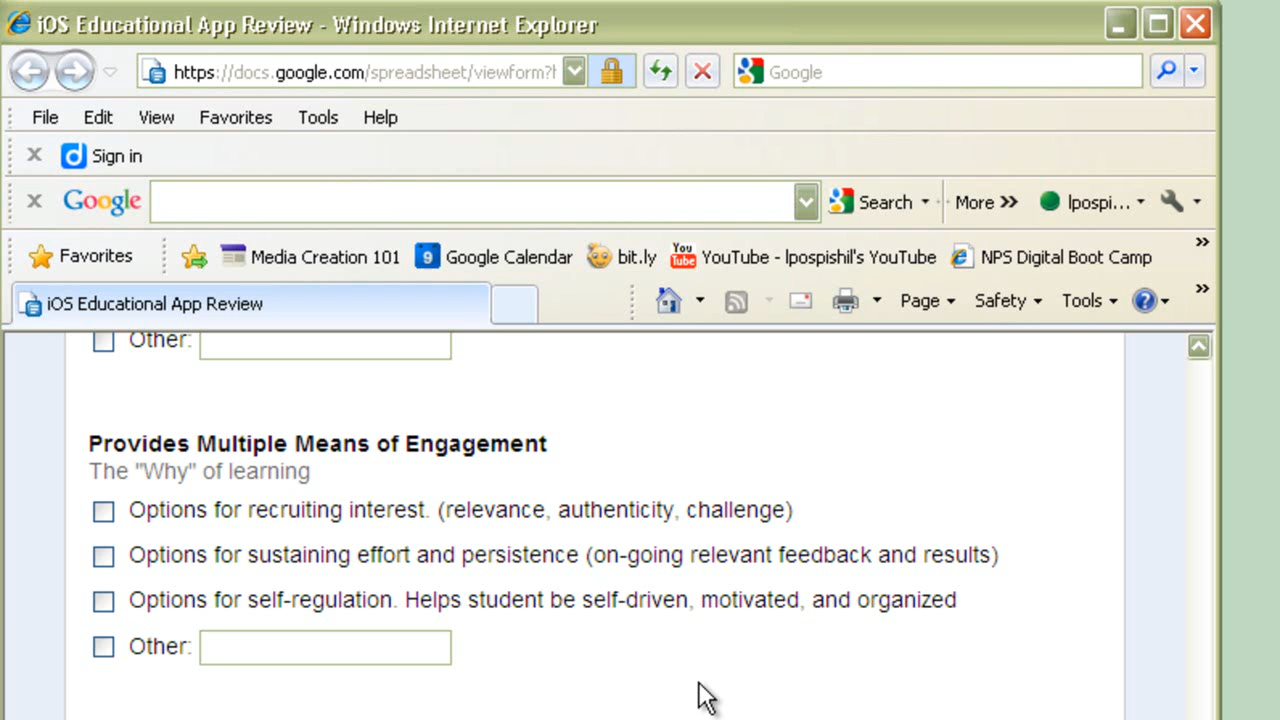 iOS Educational App Review - Windows Internet Explorer
https://docs.google.com/spreadsheet/viewform?f
Google
File Edit View Favorites Tools Help
Sign in
Google Search More lpospi...
Favorites Media Creation 101 9 Google Calendar bit.ly You Tube YouTube - lpospishil's YouTube NPS Digital Boot Camp
iOS Educational App Review Page Safety Tools
Other:
Provides Multiple Means of Engagement
The "Why" of learning
Options for recruiting interest. (relevance, authenticity, challenge)
Options for sustaining effort and persistence (on-going relevant feedback and results)
Options for self-regulation. Helps student be self-driven, motivated, and organized
Other: